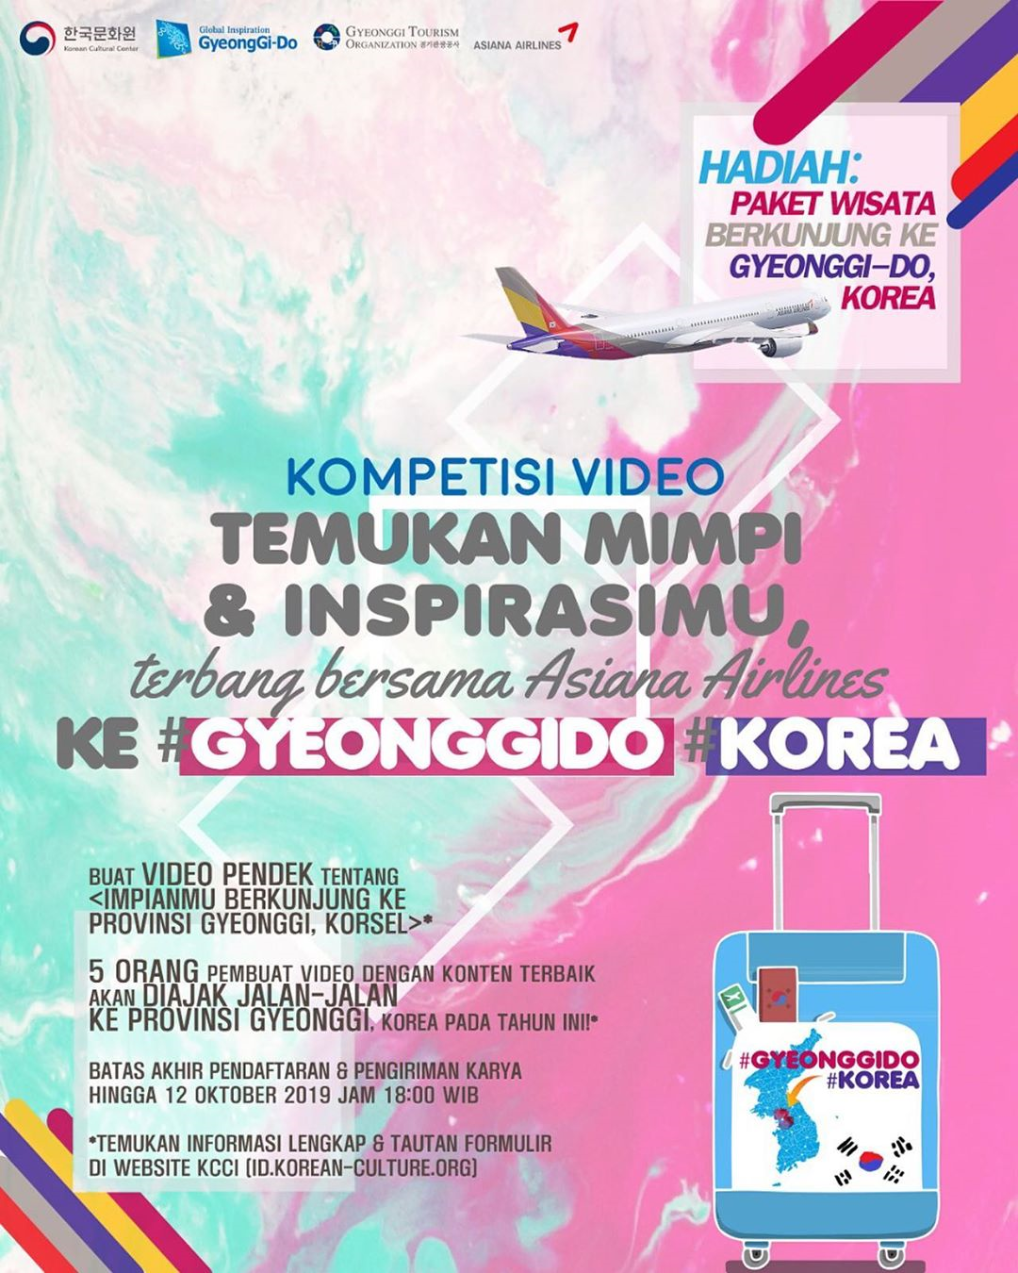 한국문화원
Korean Cultural Center
Global Inspiration
GyeongGi-Do
GYEONGGI TOURISM
ORGANIZATION 경기관광공사
ASIANA AIRLINES
HADIAH:
PAKET WISATA
BERKUNJUNG KE
GYEONGGI-DO,
KOREA
ASIANA AIRLINES
KOMPETISI VIDEO
TEMUKAN MIMPI
& INSPIRASIMU,
terbang bersama Asiana Airlines
KE #GYEONGGIDO #KOREA
BUAT VIDEO PENDEK TENTANG
<IMPIANMU BERKUNJUNG KE
PROVINSI GYEONGGI, KORSEL>*
5 ORANG PEMBUAT VIDEO DENGAN KONTEN TERBAIK
AKAN DIAJAK JALAN-JALAN
KE PROVINSI GYEONGGI, KOREA PADA TAHUN INI!*
BATAS AKHIR PENDAFTARAN & PENGIRIMAN KARYA
HINGGA 12 OKTOBER 2019 JAM 18:00 WIB
*TEMUKAN INFORMASI LENGKAP & TAUTAN FORMULIR
DI WEBSITE KCCI (ID.KOREAN-CULTURE.ORG)
#GYEONGGIDO
#KOREA